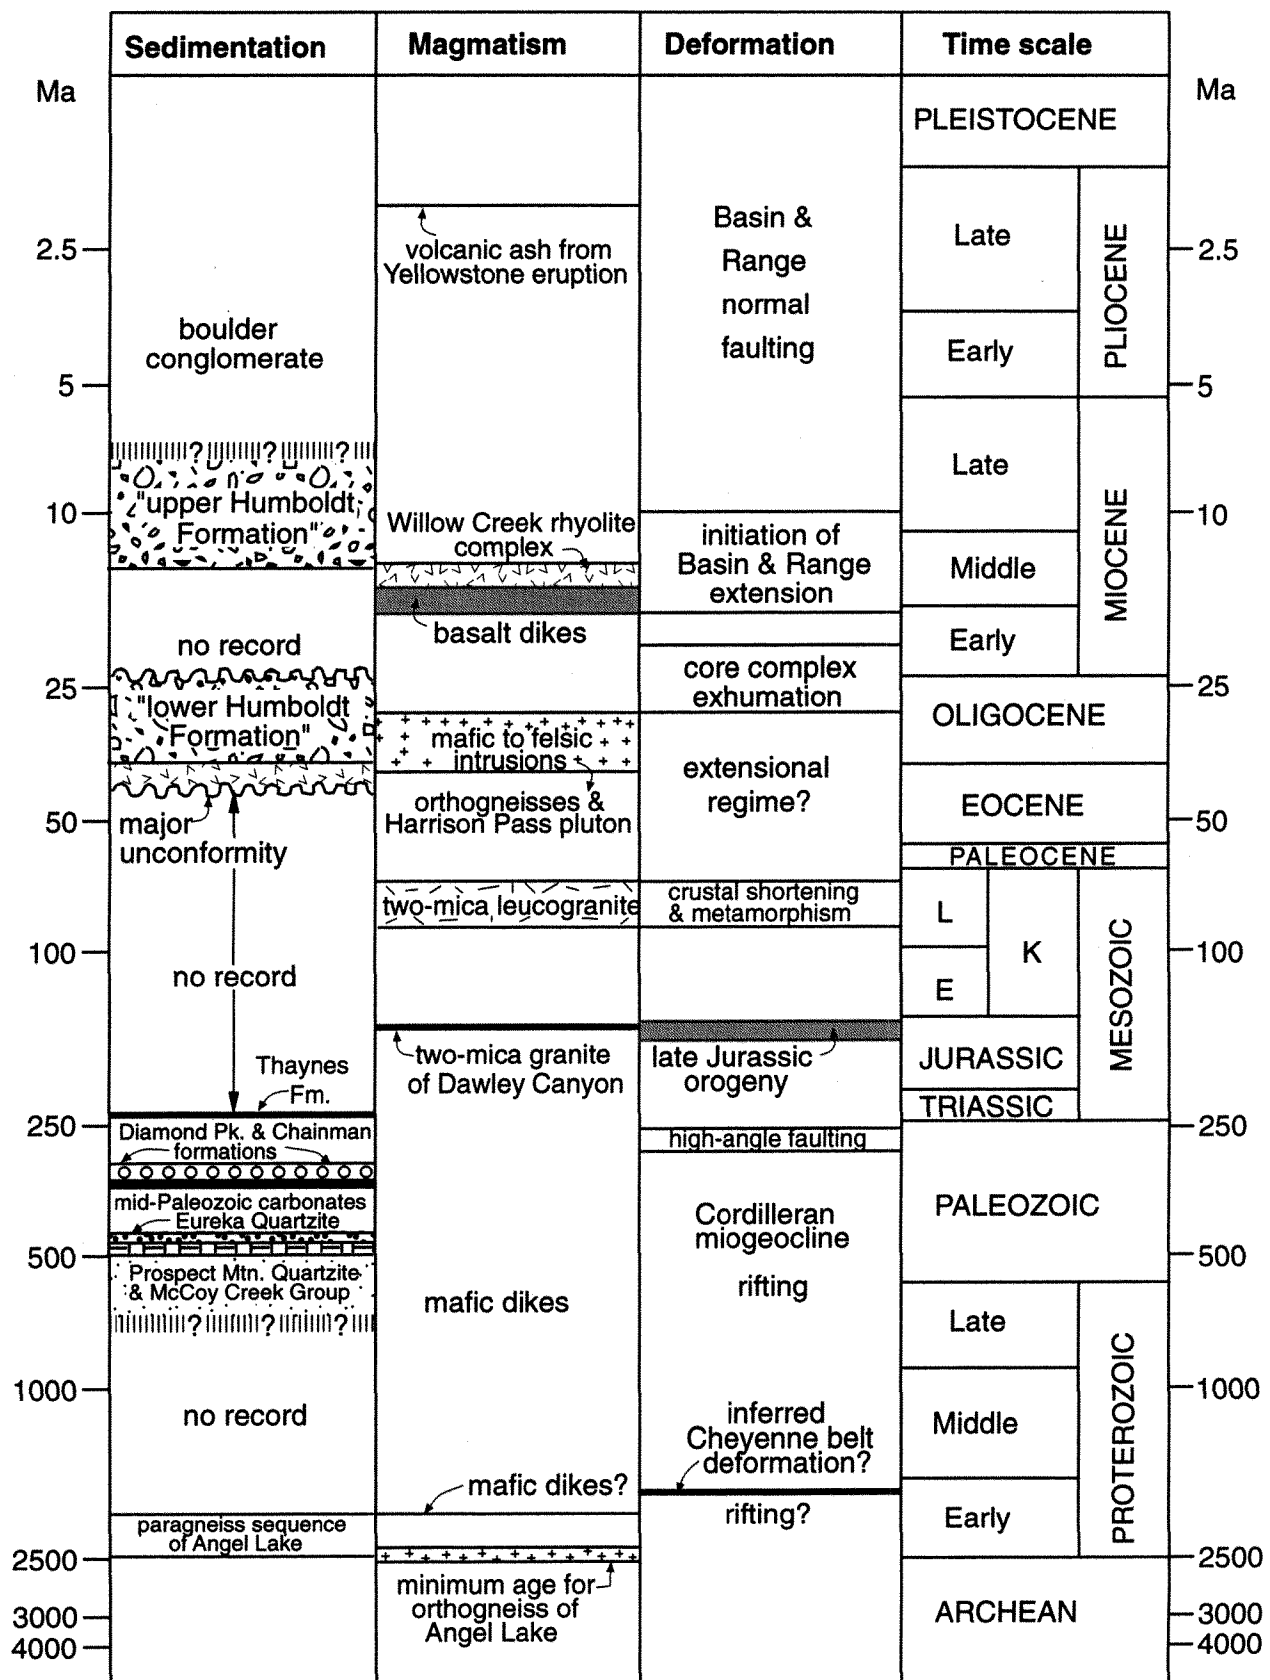 Sedimentation
Magmatism
Deformation
Time scale
Ma
2.5
5
10
25
50
100
250
500
1000
2500
3000
4000
boulder
conglomerate
? ? ?
"upper Humboldt
Formation"
no record
"lower Humboldt
Formation"
major
unconformity
no record
Thaynes
Fm.
Diamond Pk. & Chainman
formations
mid-Paleozoic carbonates
Eureka Quartzite
Prospect Mtn. Quartzite
& McCoy Creek Group
? ? ?
no record
paragneiss sequence
of Angel Lake
volcanic ash from
Yellowstone eruption
Willow Creek rhyolite
complex
basalt dikes
mafic to felsic
intrusions
orthogneisses &
Harrison Pass pluton
two-mica leucogranite
two-mica granite
of Dawley Canyon
mafic dikes
mafic dikes?
minimum age for
orthogneiss of
Angel Lake
Basin &
Range
normal
faulting
initiation of
Basin & Range
extension
core complex
exhumation
extensional
regime?
crustal shortening
& metamorphism
late Jurassic
orogeny
high-angle faulting
Cordilleran
miogeocline
rifting
inferred
Cheyenne belt
deformation?
rifting?
PLEISTOCENE
Late
Early
PLIOCENE
Late
Middle
Early
MIOCENE
OLIGOCENE
EOCENE
PALEOCENE
L
E
K
JURASSIC
TRIASSIC
MESOZOIC
PALEOZOIC
Late
Middle
Early
PROTEROZOIC
ARCHEAN
Ma
2.5
5
10
25
50
100
250
500
1000
2500
3000
4000